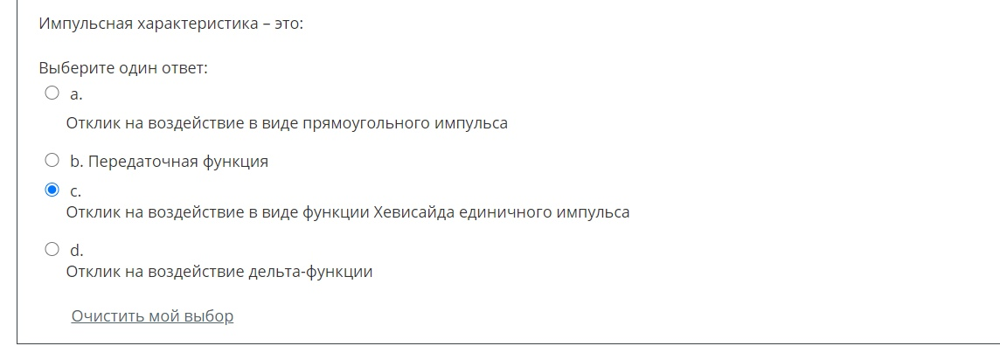 Импульсная характеристика – это:
Выберите один ответ:
a.
Отклик на воздействие в виде прямоугольного импульса
b. Передаточная функция
c.
Отклик на воздействие в виде функции Хевисайда единичного импульса
d.
Отклик на воздействие дельта-функции
Очистить мой выбор